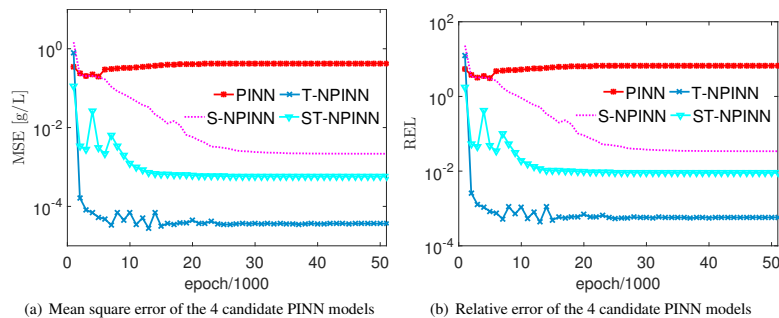 MSE [g/L]
10^0
10^-2
10^-4
PINN
T-NPINN
S-NPINN
ST-NPINN
0 10 20 30 40 50
epoch/1000
(a) Mean square error of the 4 candidate PINN models
REL
10^2
10^0
10^-2
10^-4
PINN
T-NPINN
S-NPINN
ST-NPINN
0 10 20 30 40 50
epoch/1000
(b) Relative error of the 4 candidate PINN models